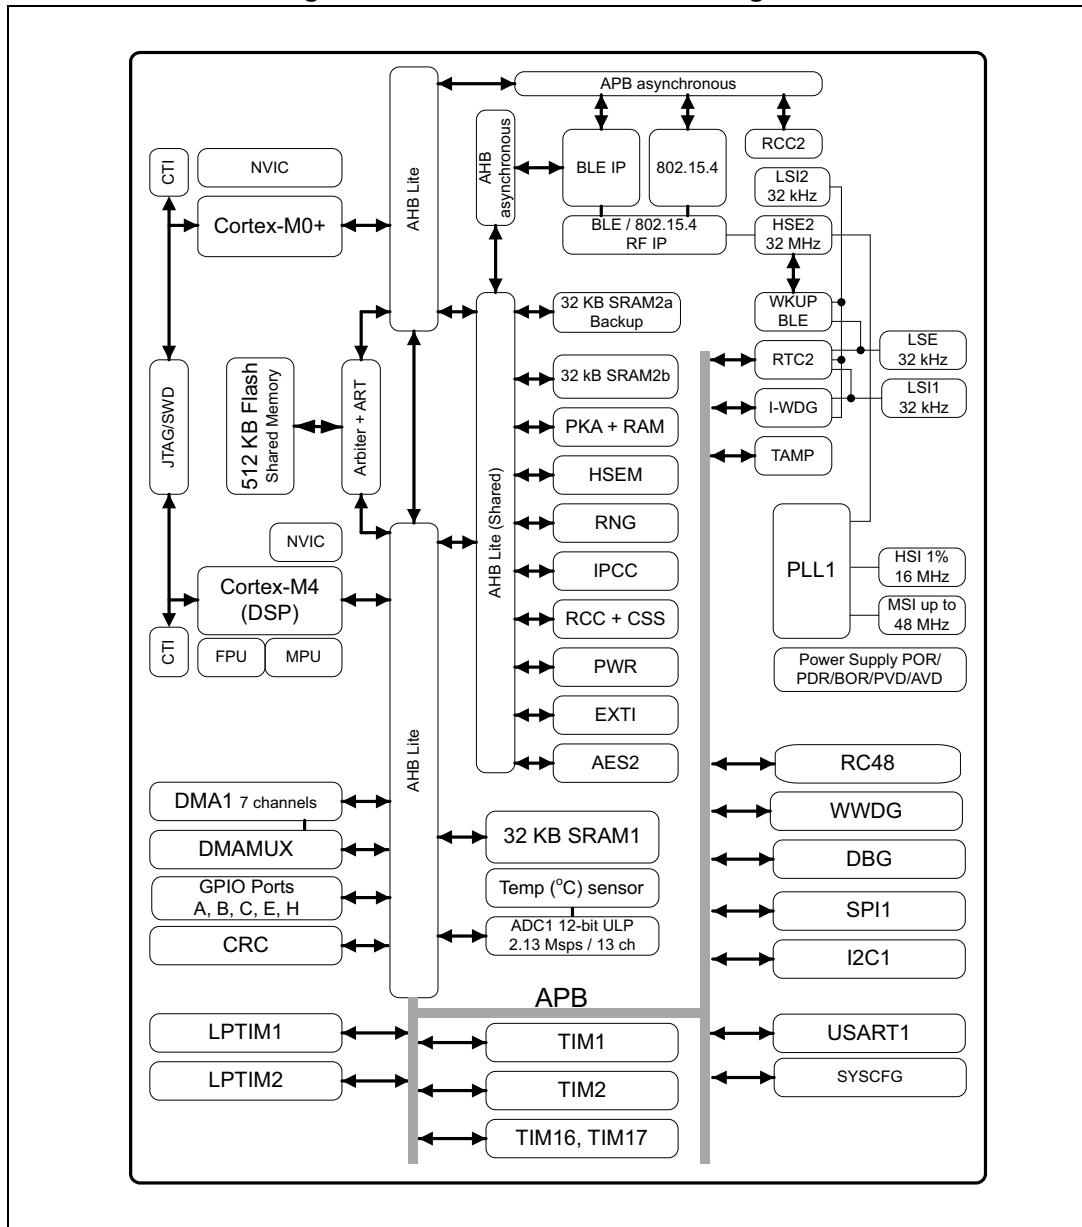 APB asynchronous
AHB Lite
AHB
asynchronous
BLE IP
802.15.4
RCC2
CTI
NVIC
LSI2
32 kHz
Cortex-M0+
BLE / 802.15.4
RF IP
HSE2
32 MHz
32 KB SRAM2a
Backup
WKUP
BLE
LSE
32 kHz
JTAG/SWD
512 KB Flash
Shared Memory
Arbiter + ART
32 kB SRAM2b
RTC2
LSI1
32 kHz
PKA + RAM
I-WDG
AHB Lite (Shared)
HSEM
TAMP
RNG
NVIC
IPCC
PLL1
HSI 1%
16 MHz
Cortex-M4
(DSP)
RCC + CSS
MSI up to
48 MHz
CTI
FPU
MPU
PWR
Power Supply POR/
PDR/BOR/PVD/AVD
EXTI
AHB Lite
AES2
RC48
DMA1 7 channels
WWDG
DMAMUX
32 KB SRAM1
DBG
GPIO Ports
A, B, C, E, H
Temp (°C) sensor
SPI1
CRC
ADC1 12-bit ULP
2.13 Msps / 13 ch
I2C1
APB
LPTIM1
TIM1
USART1
LPTIM2
TIM2
SYSCFG
TIM16, TIM17